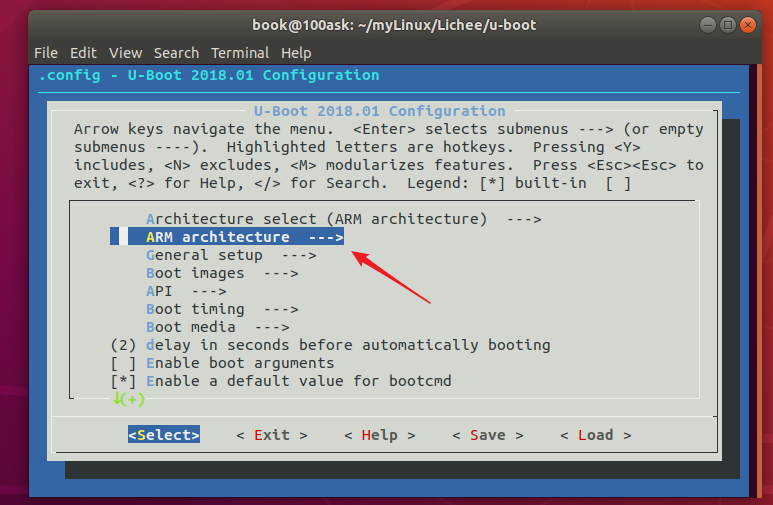 book@100ask: ~/myLinux/Lichee/u-boot
File Edit View Search Terminal Help
.config - U-Boot 2018.01 Configuration
U-Boot 2018.01 Configuration
Arrow keys navigate the menu. <Enter> selects submenus ---> (or empty
submenus ----). Highlighted letters are hotkeys. Pressing <Y>
includes, <N> excludes, <M> modularizes features. Press <Esc><Esc> to
exit, <?> for Help, </> for Search. Legend: [*] built-in [ ]
Architecture select (ARM architecture) --->
ARM architecture --->
General setup --->
Boot images --->
API --->
Boot timing --->
Boot media --->
(2) delay in seconds before automatically booting
[ ] Enable boot arguments
[*] Enable a default value for bootcmd
↓(+)
<Select> < Exit > < Help > < Save > < Load >